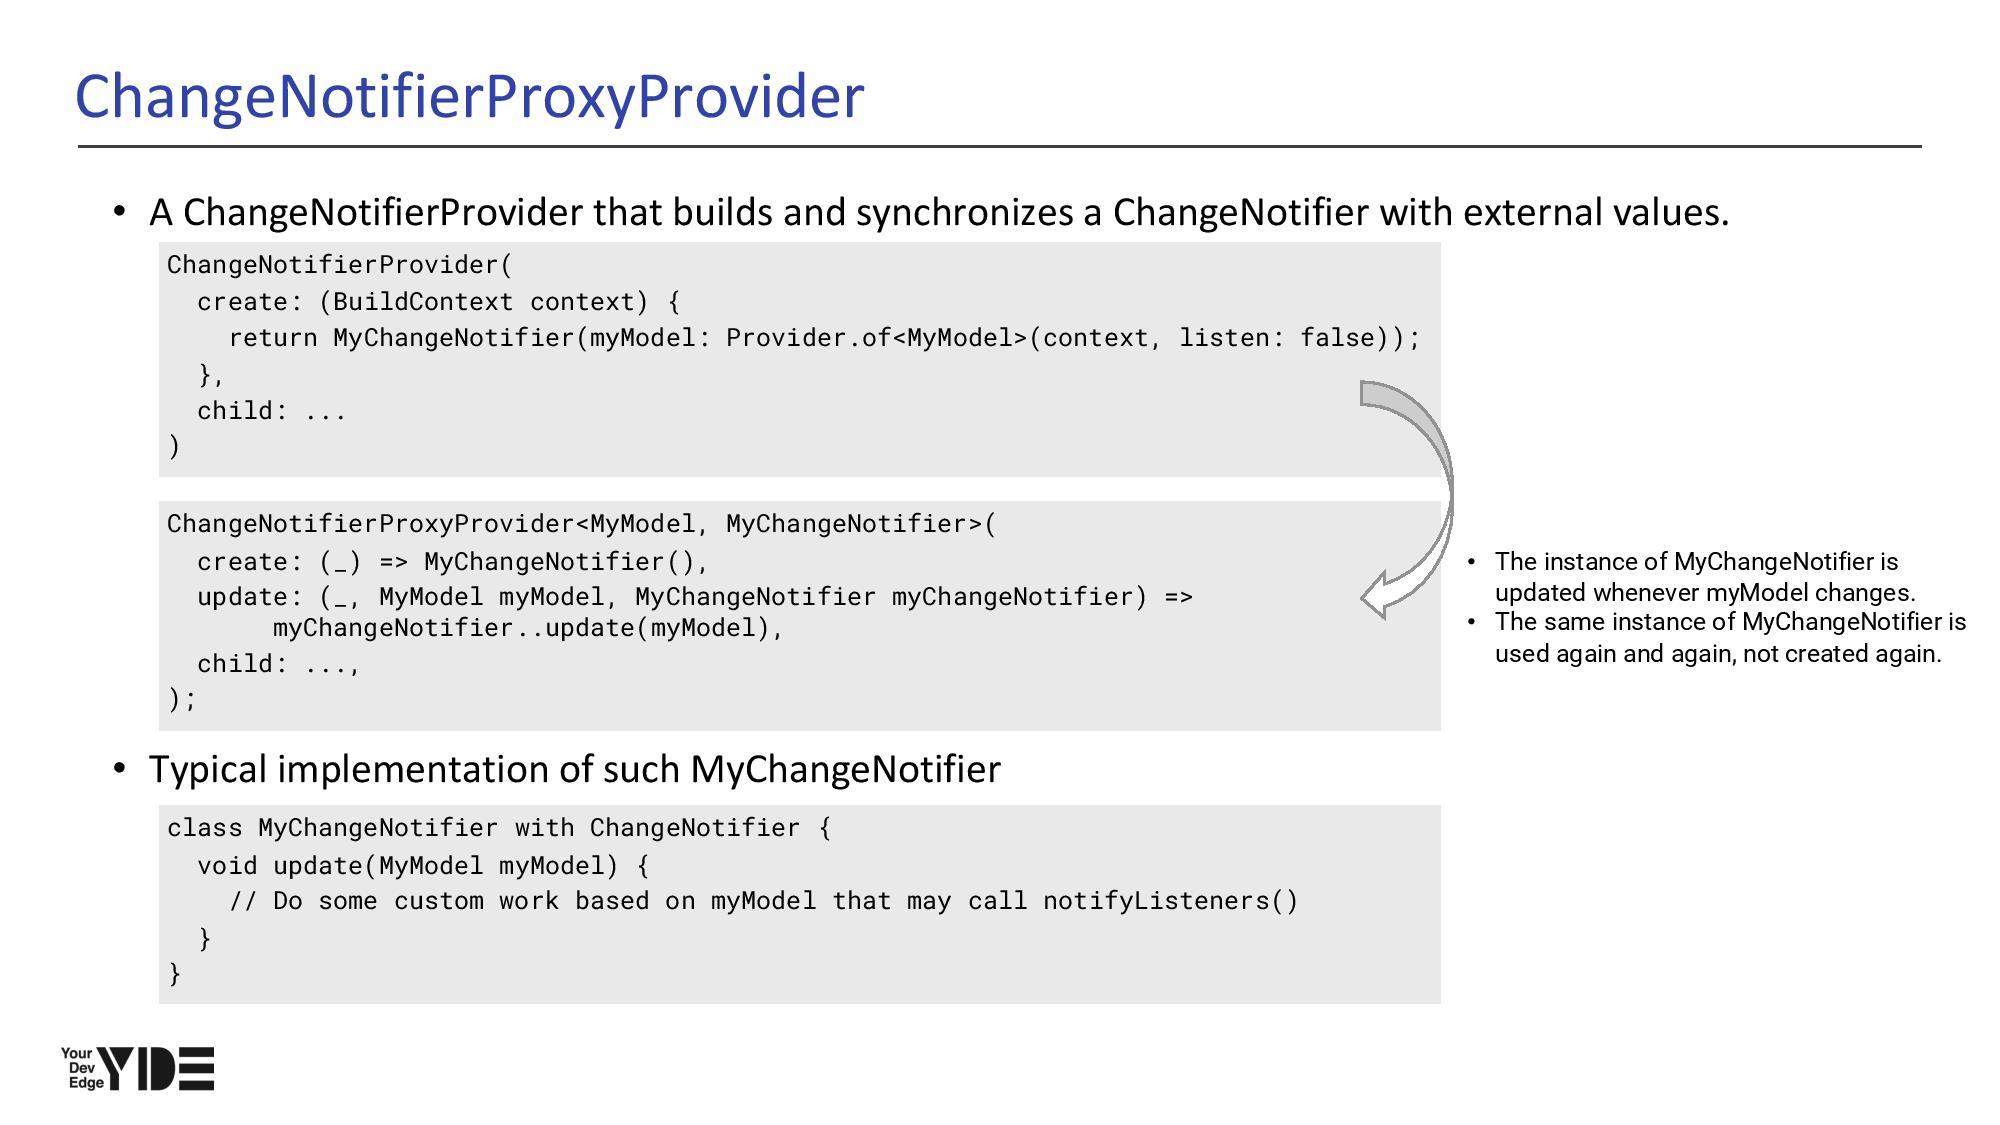 ChangeNotifierProxyProvider
• A ChangeNotifierProvider that builds and synchronizes a ChangeNotifier with external values.
ChangeNotifierProvider(
  create: (BuildContext context) {
    return MyChangeNotifier(myModel: Provider.of<MyModel>(context, listen: false));
  },
  child: ...
)
ChangeNotifierProxyProvider<MyModel, MyChangeNotifier>(
  create: (_) => MyChangeNotifier(),
  update: (_, MyModel myModel, MyChangeNotifier myChangeNotifier) =>
       myChangeNotifier..update(myModel),
  child: ...,
);
• The instance of MyChangeNotifier is
updated whenever myModel changes.
• The same instance of MyChangeNotifier is
used again and again, not created again.
• Typical implementation of such MyChangeNotifier
class MyChangeNotifier with ChangeNotifier {
  void update(MyModel myModel) {
    // Do some custom work based on myModel that may call notifyListeners()
  }
}
Your
Dev
Edge
YDE